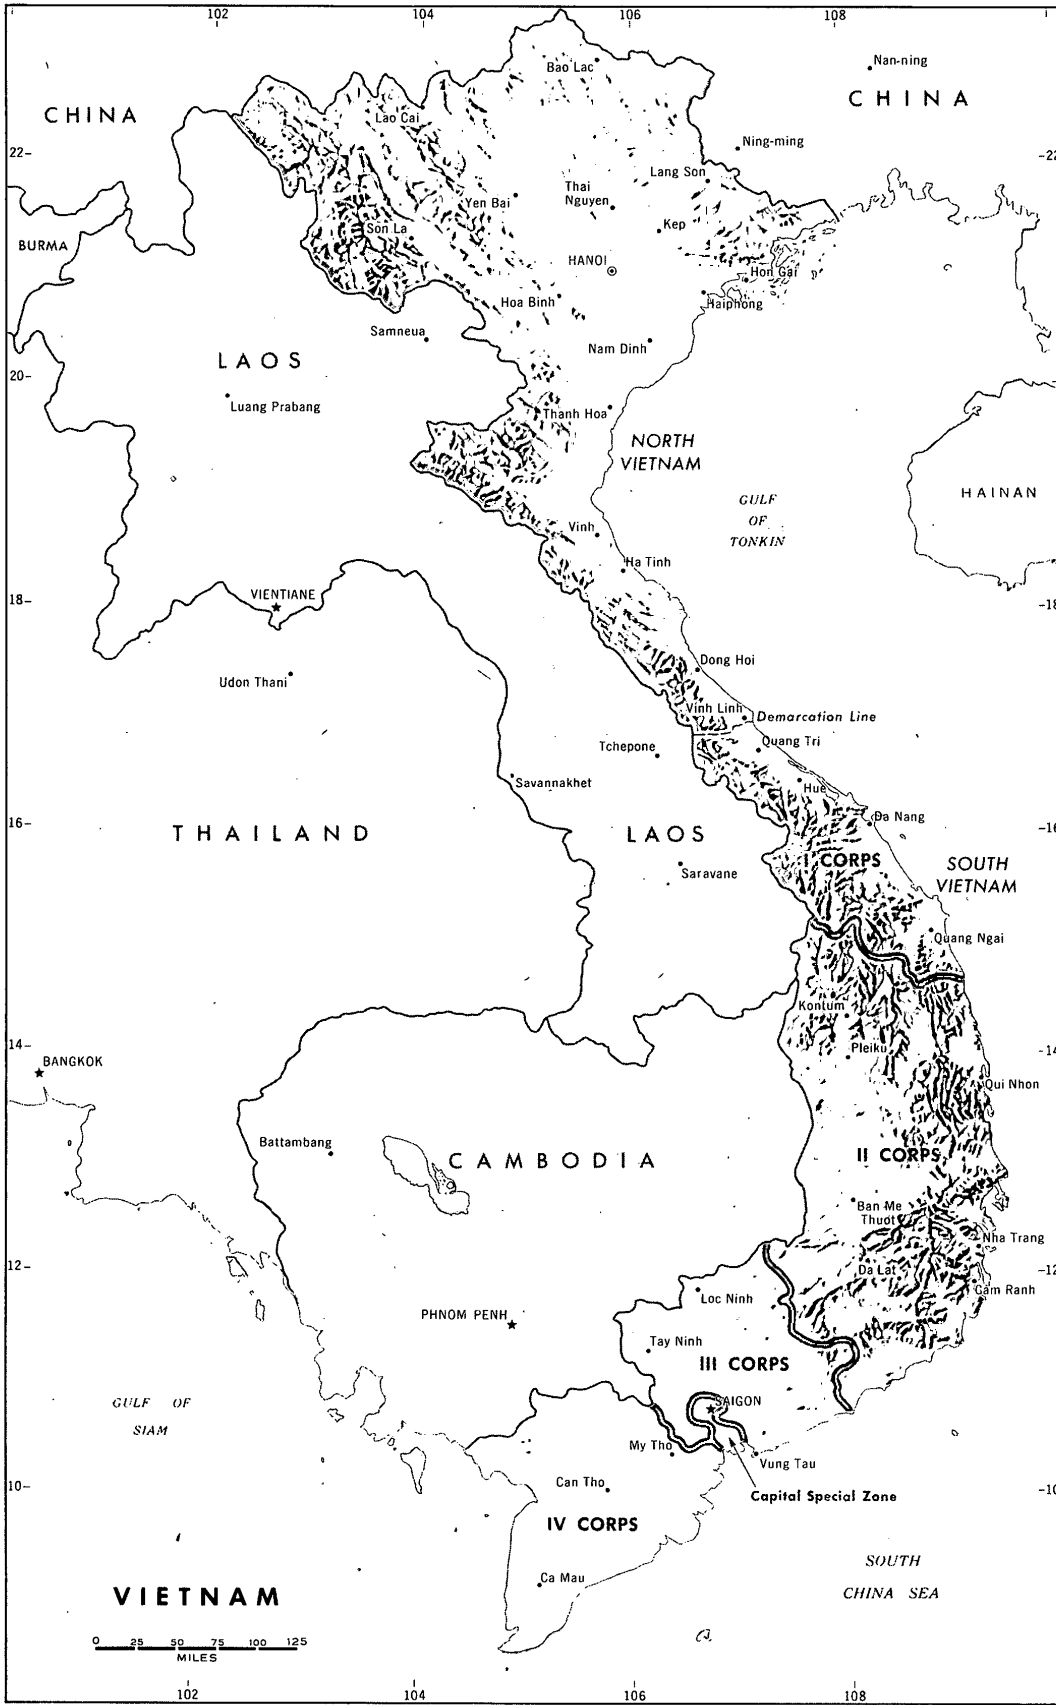 102
104
106
108
Nan-ning
Bao Lac
CHINA
CHINA
Lao Cai
Ning-ming
22
22
Lang Son
Thai
Nguyen
Yen Bai
Kep
Son La
BURMA
HANOI
Hon Gai
Hoa Binh
Haiphong
Samneua
Nam Dinh
LAOS
20
Luang Prabang
Thanh Hoa
NORTH
VIETNAM
HAINAN
GULF
OF
TONKIN
Vinh
Ha Tinh
VIENTIANE
18
18
Dong Hoi
Udon Thani
Vinh Linh
Demarcation Line
Quang Tri
Tchepone
Savannakhet
Hue
Da Nang
16
16
THAILAND
LAOS
I CORPS
SOUTH
VIETNAM
Saravane
Quang Ngai
Kontum
14
14
Pleiku
BANGKOK
Qui Nhon
Battambang
CAMBODIA
II CORPS
Ban Me
Thuot
Nha Trang
12
12
Da Lat
Cam Ranh
Loc Ninh
PHNOM PENH
Tay Ninh
III CORPS
GULF OF
SIAM
SAIGON
My Tho
Vung Tau
Can Tho
10
10
Capital Special Zone
IV CORPS
SOUTH
CHINA SEA
Ca Mau
VIETNAM
0 25 50 75 100 125
MILES
102
104
106
108